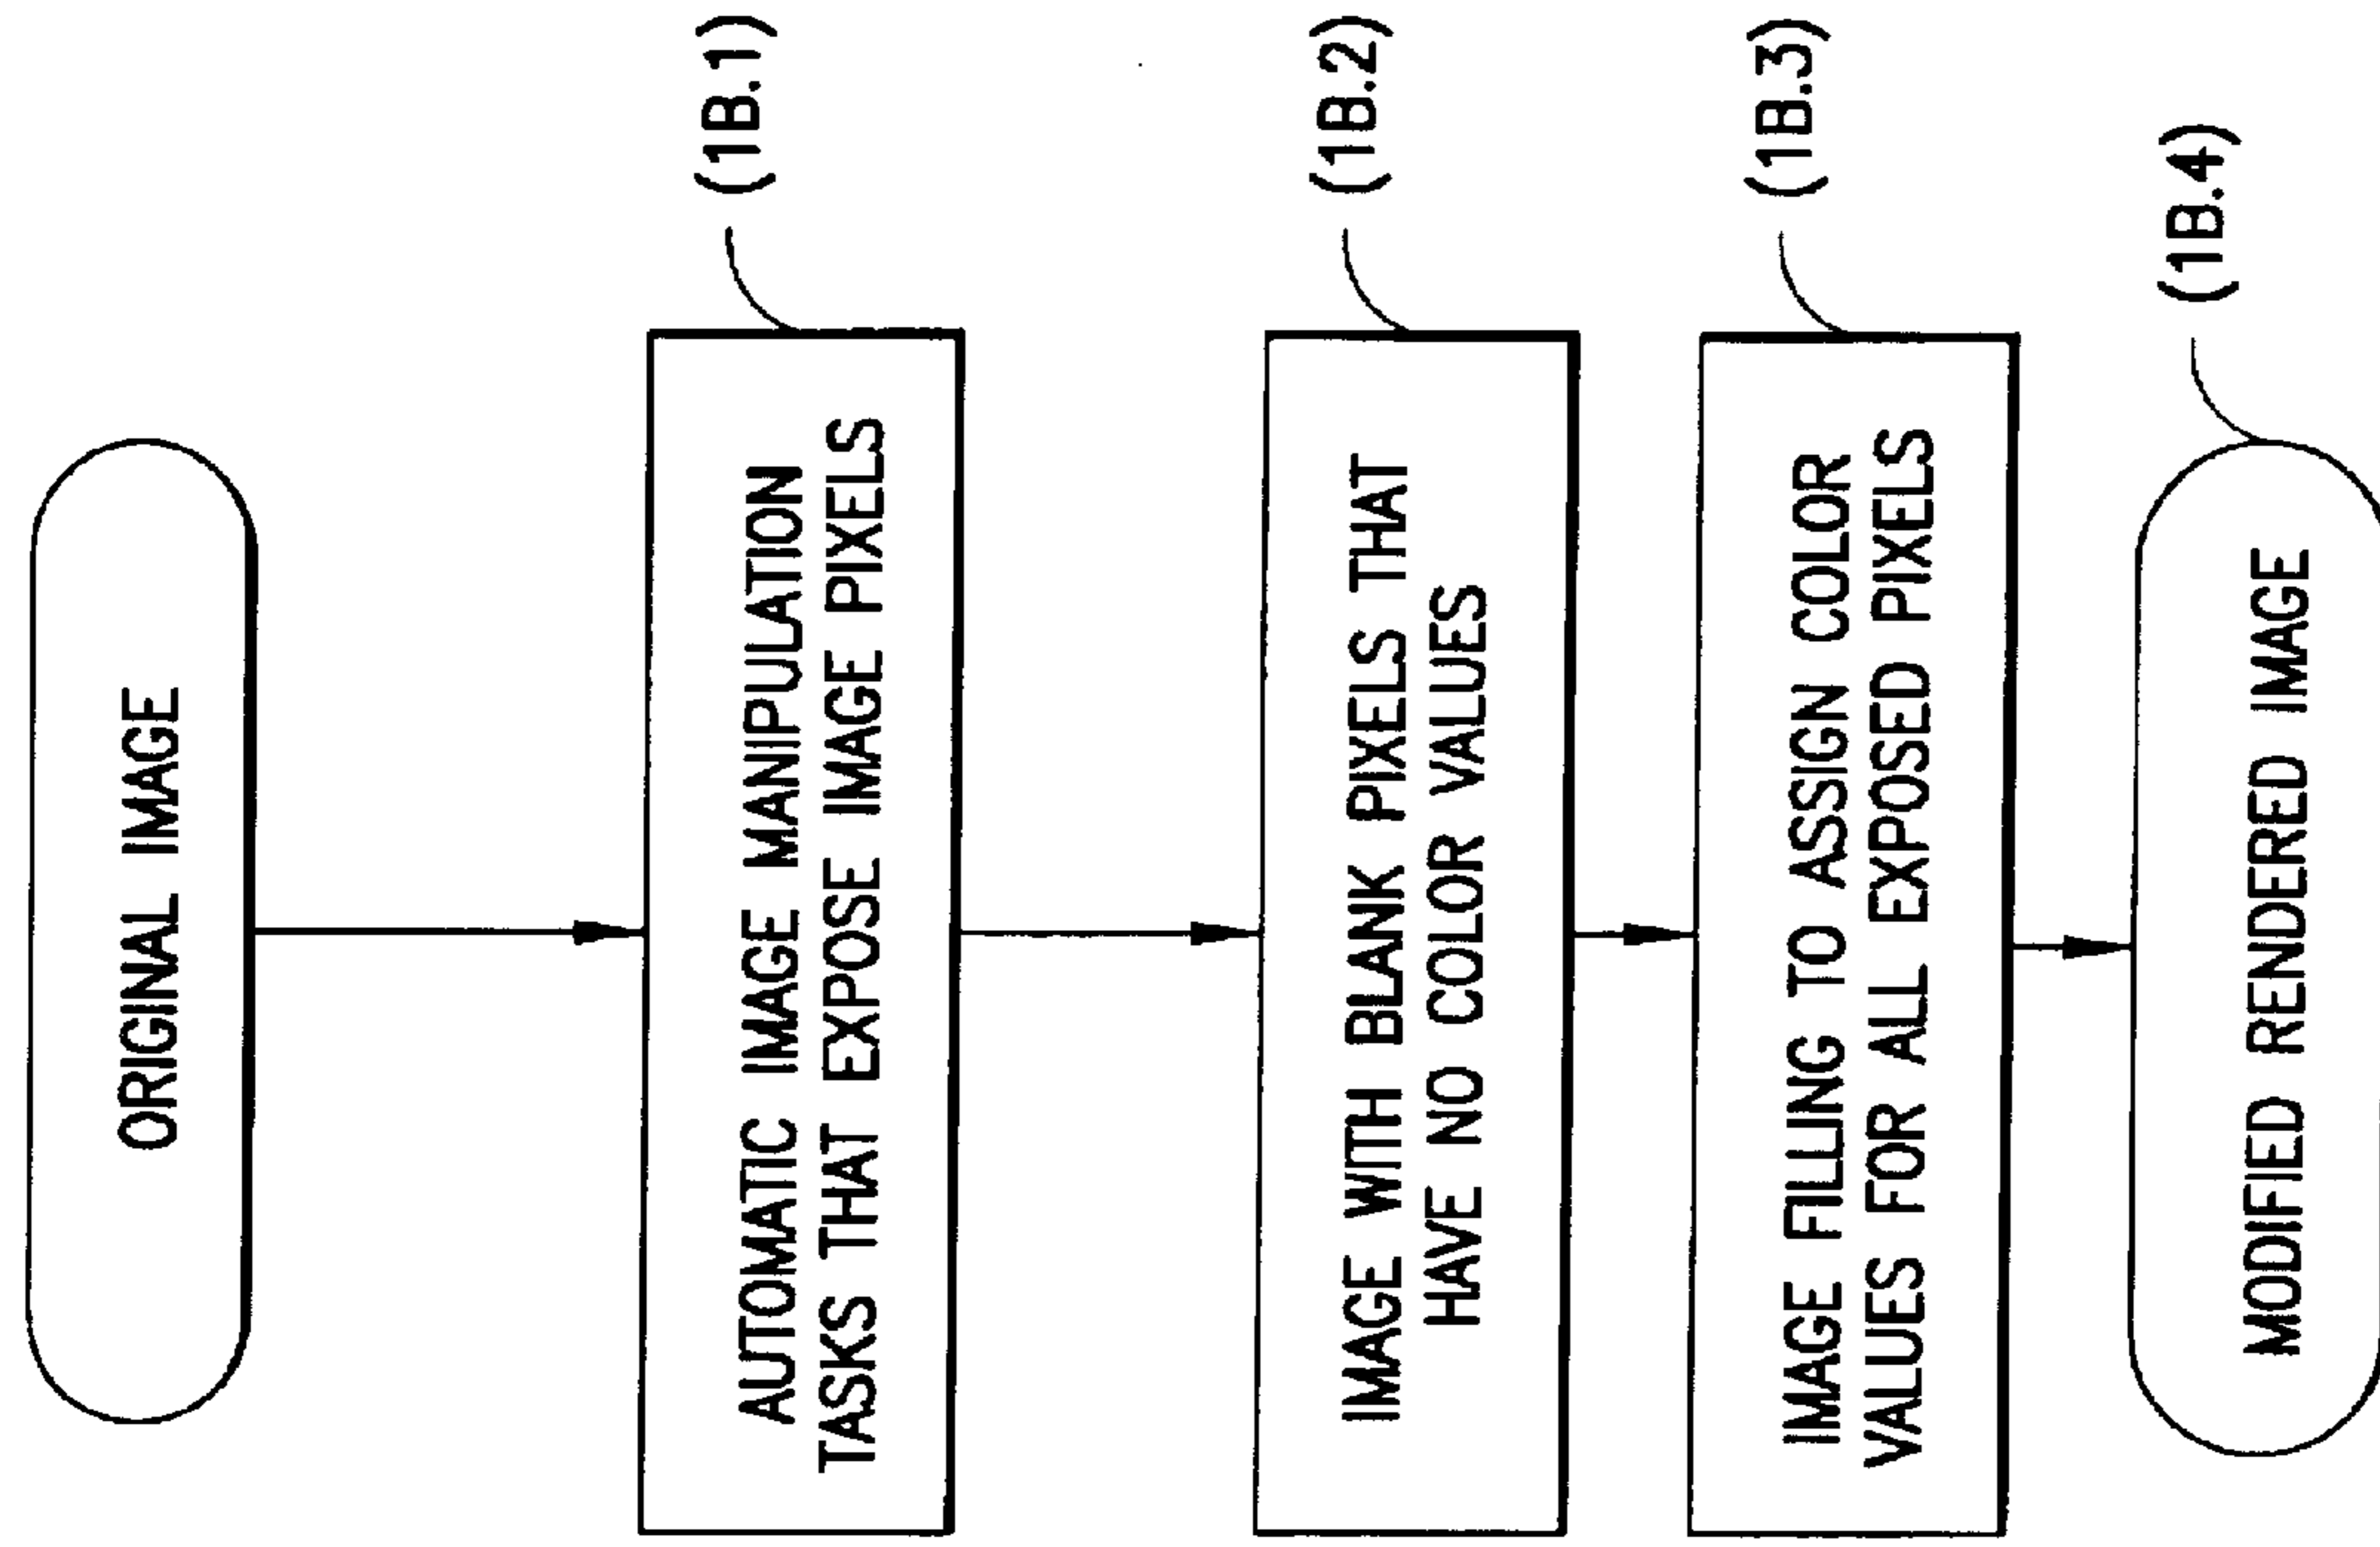 ORIGINAL IMAGE
(1B.1)
AUTOMATIC IMAGE MANIPULATION
TASKS THAT EXPOSE IMAGE PIXELS
(1B.2)
IMAGE WITH BLANK PIXELS THAT
HAVE NO COLOR VALUES
(1B.3)
IMAGE FILLING TO ASSIGN COLOR
VALUES FOR ALL EXPOSED PIXELS
(1B.4)
MODIFIED RENDERED IMAGE